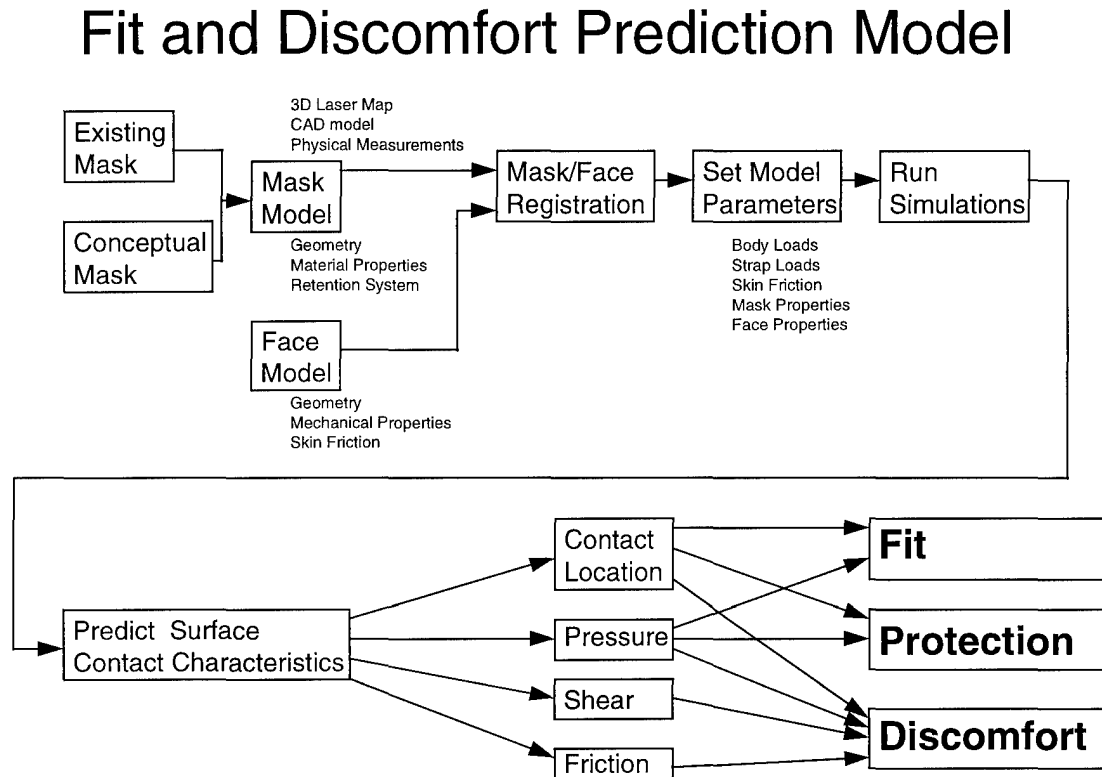 Fit and Discomfort Prediction Model
3D Laser Map
CAD model
Physical Measurements
Existing
Mask
Mask
Model
Mask/Face
Registration
Set Model
Parameters
Run
Simulations
Conceptual
Mask
Geometry
Material Properties
Retention System
Body Loads
Strap Loads
Skin Friction
Mask Properties
Face Properties
Face
Model
Geometry
Mechanical Properties
Skin Friction
Contact
Location
Fit
Predict Surface
Contact Characteristics
Pressure
Protection
Shear
Discomfort
Friction